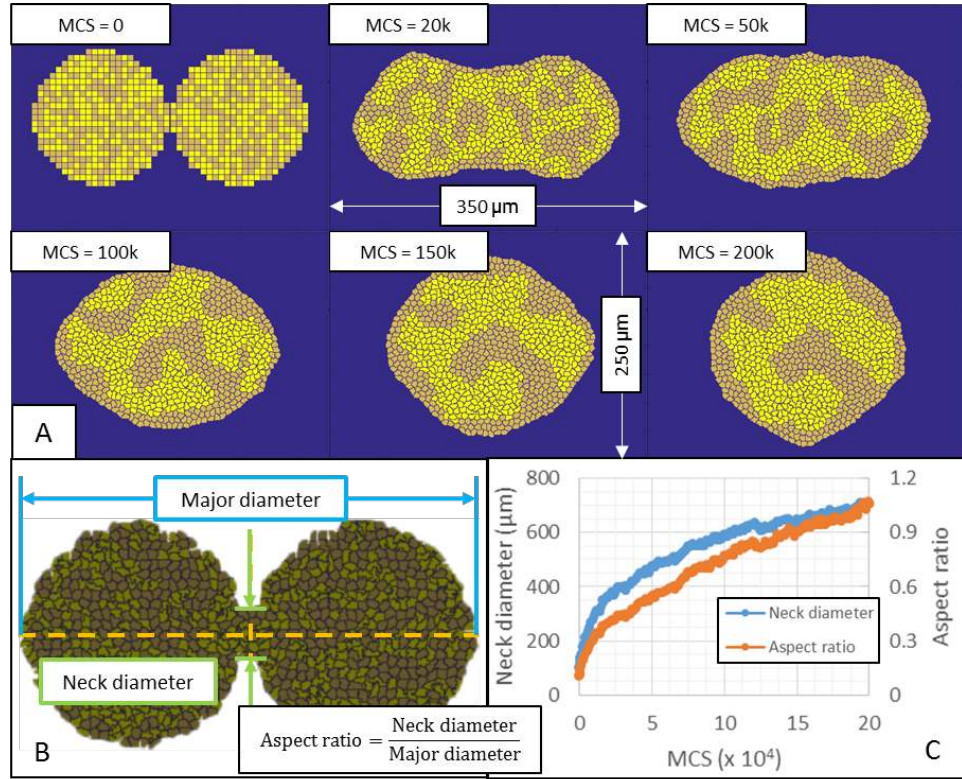 MCS = 0
MCS = 20k
MCS = 50k
350 µm
MCS = 100k
MCS = 150k
MCS = 200k
250 µm
A
Major diameter
Neck diameter
Aspect ratio = Neck diameter
Major diameter
B
800
600
400
200
0
Neck diameter (µm)
1.2
0.9
0.6
0.3
0
Aspect ratio
Neck diameter
Aspect ratio
0 5 10 15 20
MCS (x 10⁴)
C